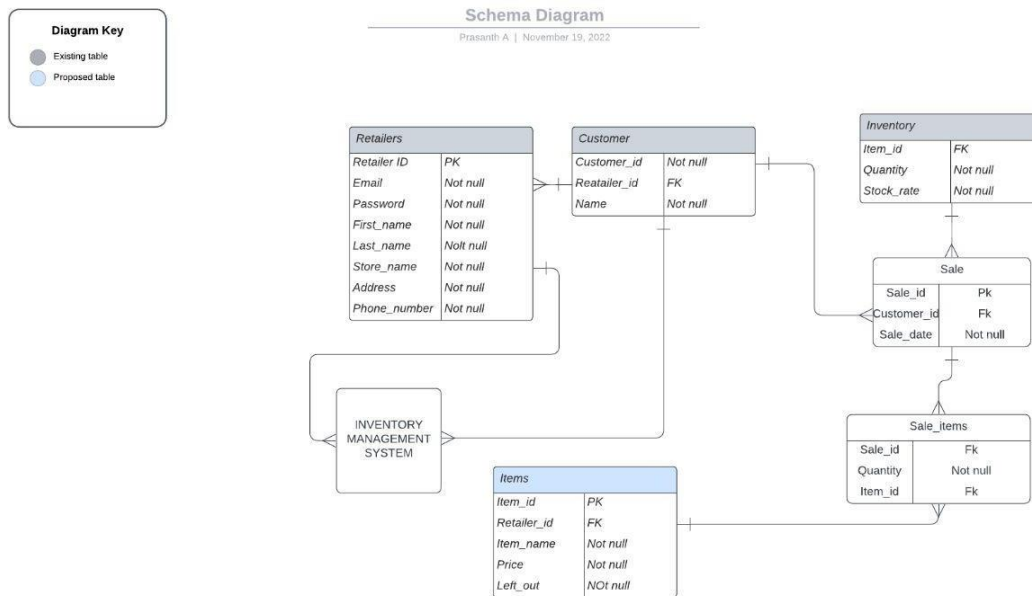 Schema Diagram
Prasanth A | November 19, 2022
Diagram Key
Existing table
Proposed table
Retailers
Retailer ID PK
Email Not null
Password Not null
First_name Not null
Last_name Nolt null
Store_name Not null
Address Not null
Phone_number Not null
Customer
Customer_id Not null
Reatailer_id FK
Name Not null
Inventory
Item_id FK
Quantity Not null
Stock_rate Not null
Sale
Sale_id Pk
Customer_id Fk
Sale_date Not null
INVENTORY
MANAGEMENT
SYSTEM
Sale_items
Sale_id Fk
Quantity Not null
Item_id Fk
Items
Item_id PK
Retailer_id FK
Item_name Not null
Price Not null
Left_out NOt null